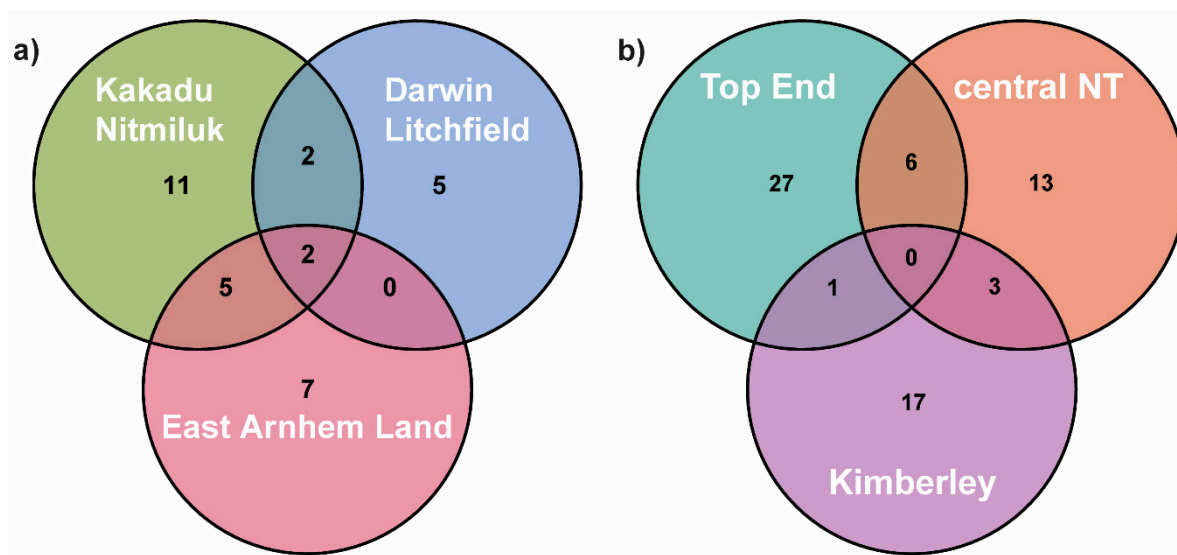 a)
Kakadu
Nitmiluk
Darwin
Litchfield
2
11
5
2
5
0
7
East Arnhem Land
b)
Top End
central NT
6
27
13
0
1
3
17
Kimberley